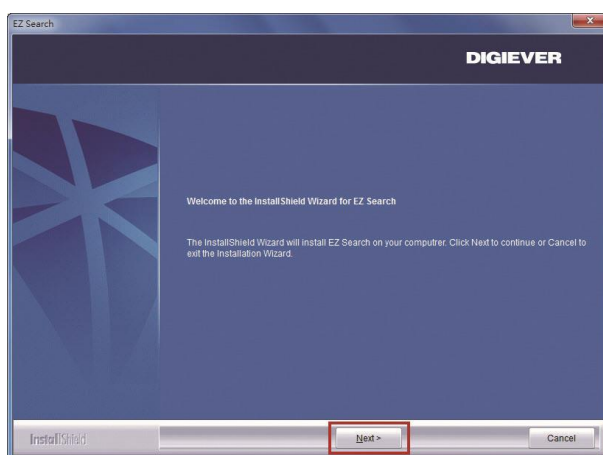 EZ Search
DIGIEVER
Welcome to the InstallShield Wizard for EZ Search
The InstallShield Wizard will install EZ Search on your computrer. Click Next to continue or Cancel to
exit the Installation Wizard.
InstallShield
Next >
Cancel